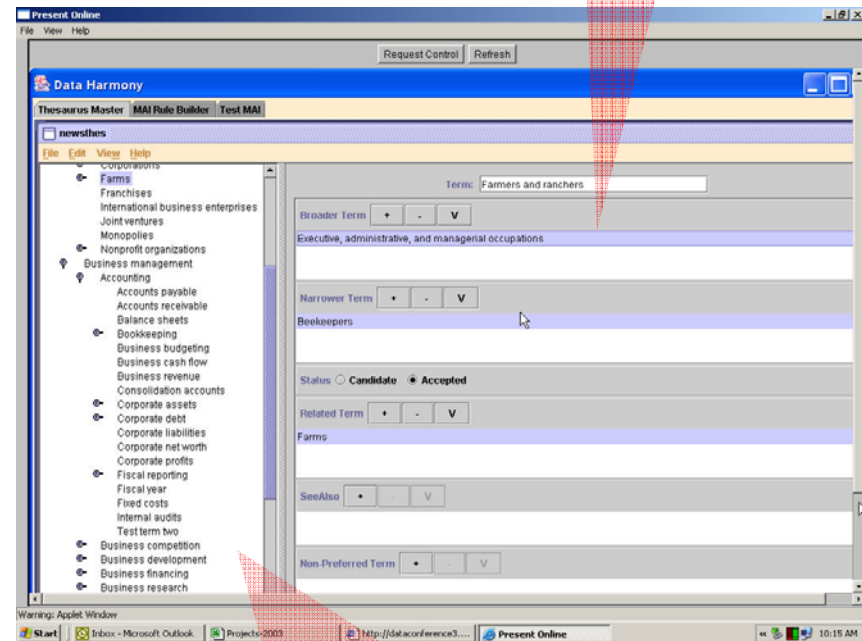 Present Online
File View Help
Request Control Refresh
Data Harmony
Thesaurus Master MAI Rule Builder Test MAI
newsthes
File Edit View Help
Corporations
Farms
Franchises
International business enterprises
Joint ventures
Monopolies
Nonprofit organizations
Business management
Accounting
Accounts payable
Accounts receivable
Balance sheets
Bookkeeping
Business budgeting
Business cash flow
Business revenue
Consolidation accounts
Corporate assets
Corporate debt
Corporate liabilities
Corporate net worth
Corporate profits
Fiscal reporting
Fiscal year
Fixed costs
Internal audits
Test term two
Business competition
Business development
Business financing
Business research
Term: Farmers and ranchers
Broader Term + - V
Executive, administrative, and managerial occupations
Narrower Term + - V
Beekeepers
Status Candidate Accepted
Related Term + - V
Farms
SeeAlso + - V
Non-Preferred Term + - V
Warning: Applet Window
Start Inbox - Microsoft Outlook Projects-2003 http://dataconference3.... Present Online « 10:15 AM